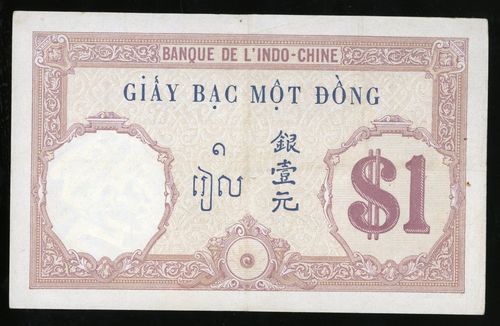 BANQUE DE L'INDO-CHINE
GIẤY BẠC MỘT ĐỒNG
១
រៀល
銀壹元
$1